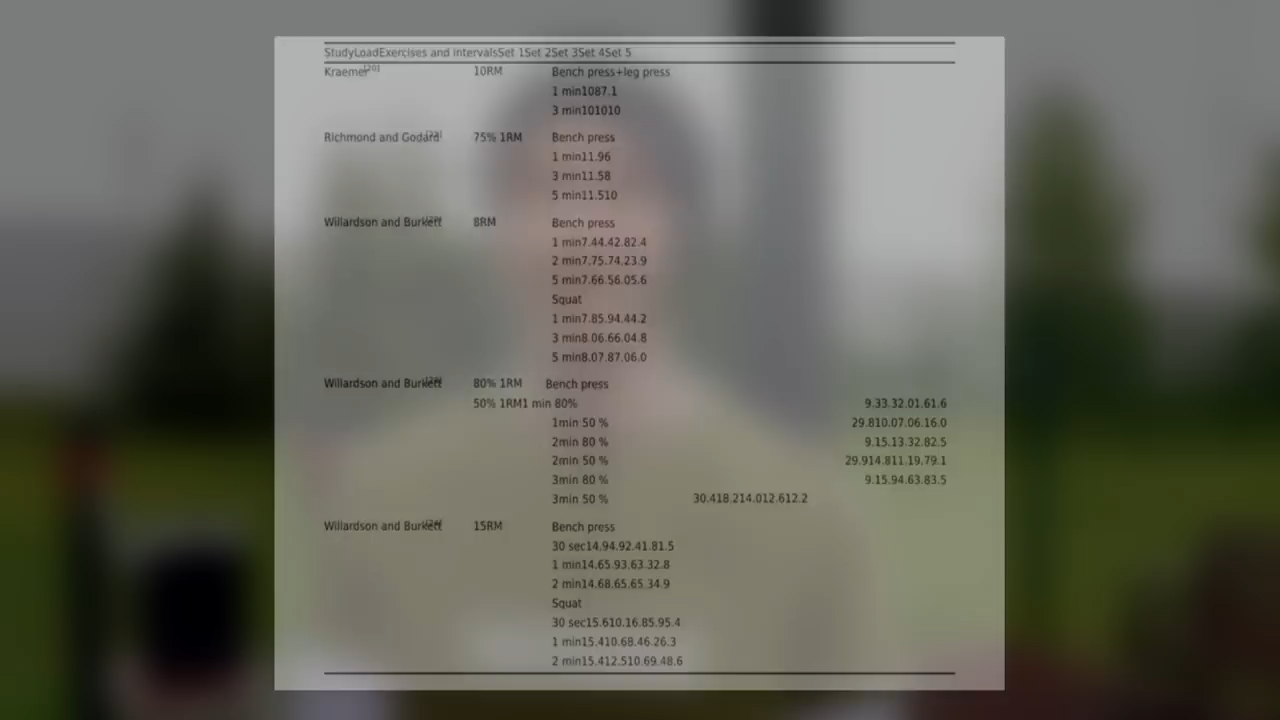 StudyLoadExercises and intervalsSet 1Set 2Set 3Set 4Set 5
Kraemer[20] 10RM Bench press+leg press
1 min1087.1
3 min101010
Richmond and Godard 75% 1RM Bench press
1 min11.96
3 min11.58
5 min11.510
Willardson and Burkett 8RM Bench press
1 min7.44.42.82.4
2 min7.75.74.23.9
5 min7.66.56.05.6
Squat
1 min7.85.94.44.2
3 min8.06.66.04.8
5 min8.07.87.06.0
Willardson and Burkett 80% 1RM Bench press
50% 1RM1 min 80% 9.33.32.01.61.6
1min 50 % 29.810.07.06.16.0
2min 80 % 9.15.13.32.82.5
2min 50 % 29.914.811.19.79.1
3min 80 % 9.15.94.63.83.5
3min 50 % 30.418.214.012.612.2
Willardson and Burkett 15RM Bench press
30 sec14.94.92.41.81.5
1 min14.65.93.63.32.8
2 min14.68.65.65.34.9
Squat
30 sec15.610.16.85.95.4
1 min15.410.68.46.26.3
2 min15.412.510.69.48.6